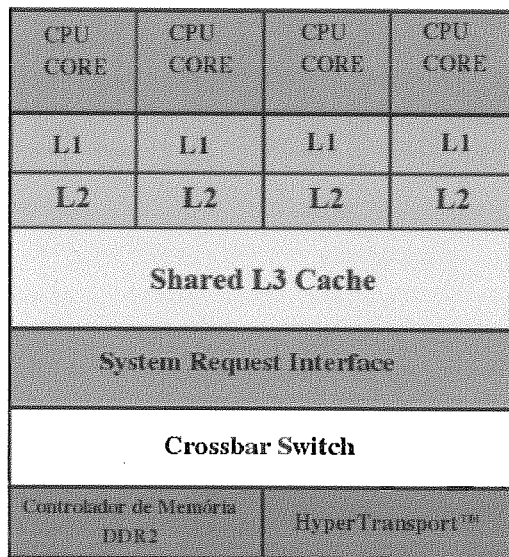 CPU CPU CPU CPU
CORE CORE CORE CORE
L1 L1 L1 L1
L2 L2 L2 L2
Shared L3 Cache
System Request Interface
Crossbar Switch
Controlador de Memória
DDR2
HyperTransport™